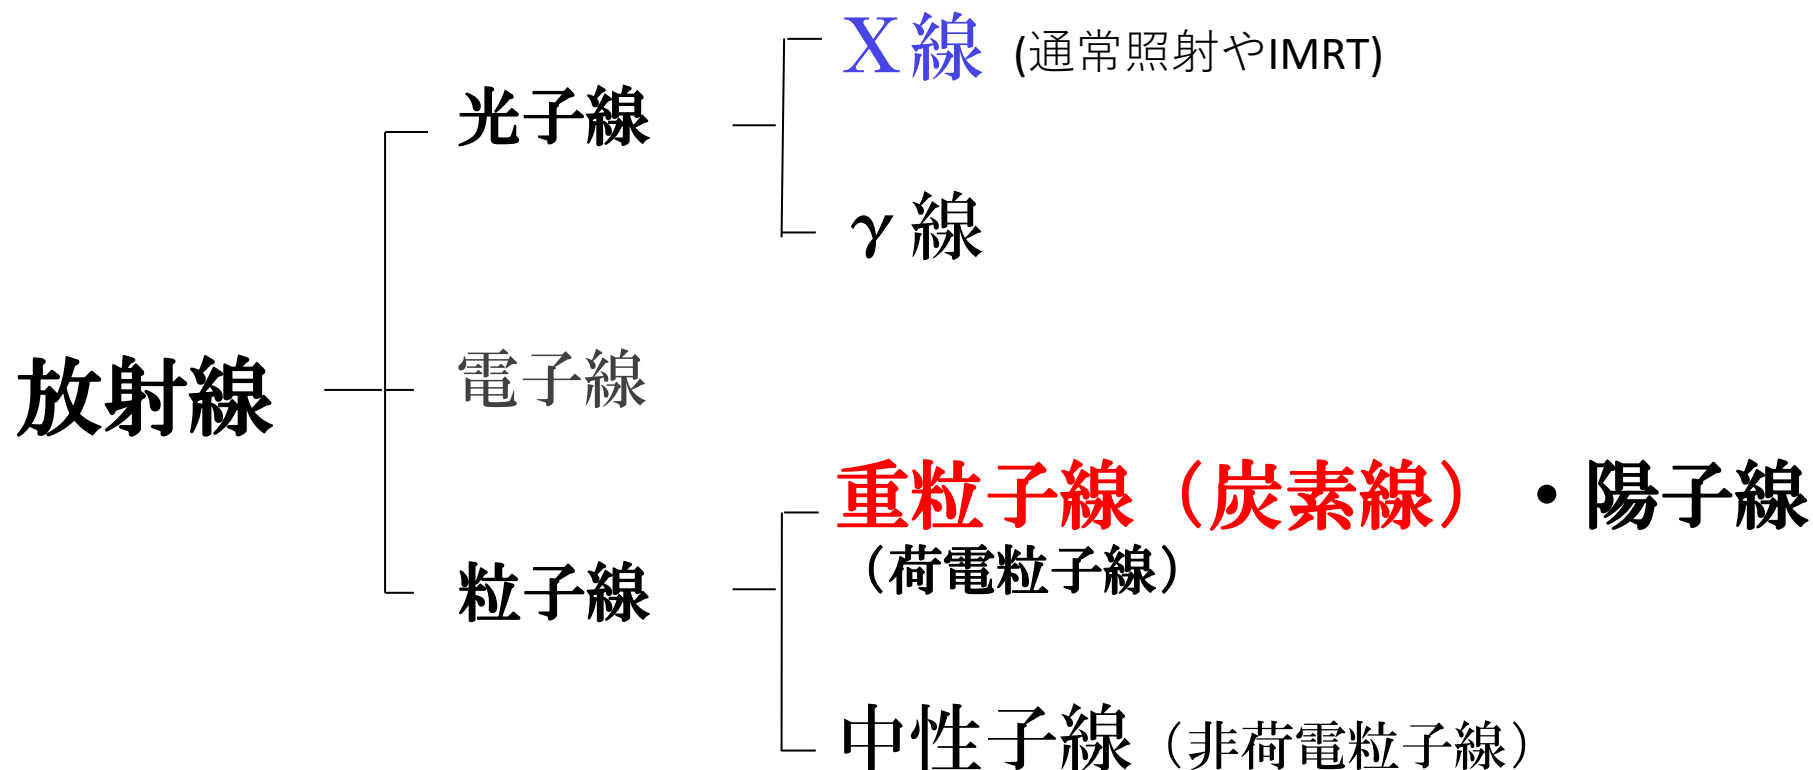 X線 (通常照射やIMRT)
光子線
γ線
放射線
電子線
重粒子線（炭素線）・陽子線
（荷電粒子線）
粒子線
中性子線（非荷電粒子線）